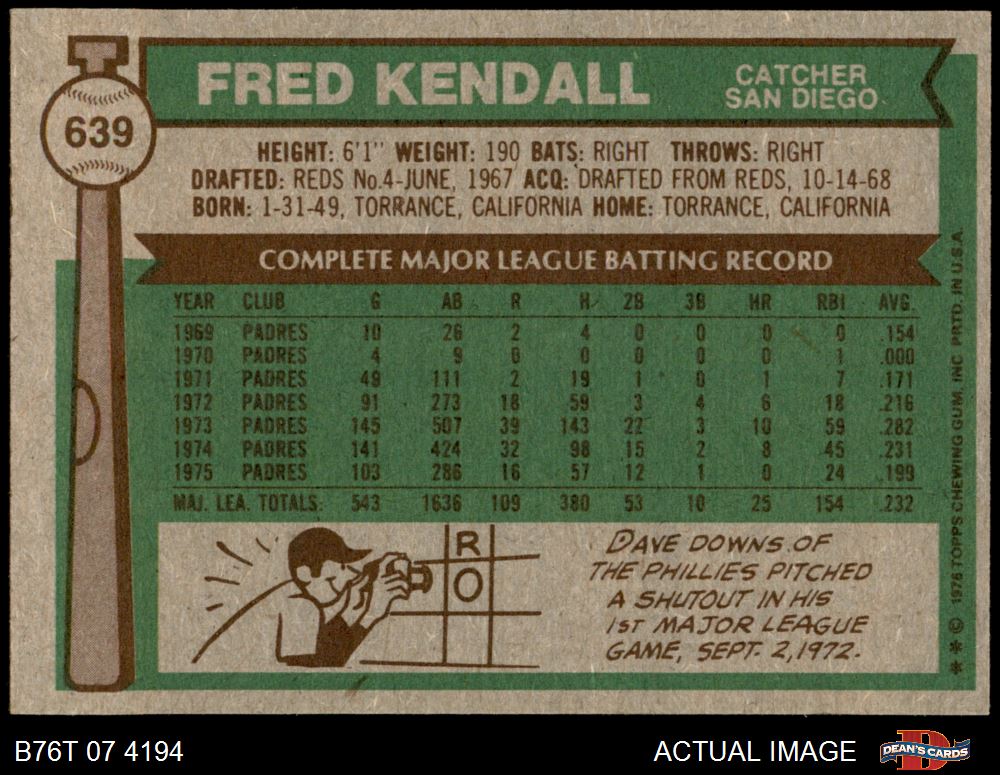 FRED KENDALL
CATCHER
SAN DIEGO
639
HEIGHT: 6'1" WEIGHT: 190 BATS: RIGHT THROWS: RIGHT
DRAFTED: REDS No.4-JUNE, 1967 ACQ: DRAFTED FROM REDS, 10-14-68
BORN: 1-31-49, TORRANCE, CALIFORNIA HOME: TORRANCE, CALIFORNIA
COMPLETE MAJOR LEAGUE BATTING RECORD
YEAR CLUB G AB R H 2B 3B HR RBI AVG.
1969 PADRES 10 26 2 4 0 0 0 0 .154
1970 PADRES 4 9 0 0 0 0 0 1 .000
1971 PADRES 49 111 2 19 1 0 1 7 .171
1972 PADRES 91 273 18 59 3 4 6 18 .216
1973 PADRES 145 507 39 143 22 3 10 59 .282
1974 PADRES 141 424 32 98 15 2 8 45 .231
1975 PADRES 103 286 16 57 12 1 0 24 .199
MAJ. LEA. TOTALS: 543 1636 109 380 53 10 25 154 .232
R
O
DAVE DOWNS OF
THE PHILLIES PITCHED
A SHUTOUT IN HIS
1ST MAJOR LEAGUE
GAME, SEPT. 2, 1972.
* * © 1976 TOPPS CHEWING GUM, INC. PRTD. IN U.S.A.
B76T 07 4194
ACTUAL IMAGE
D
DEAN'S CARDS